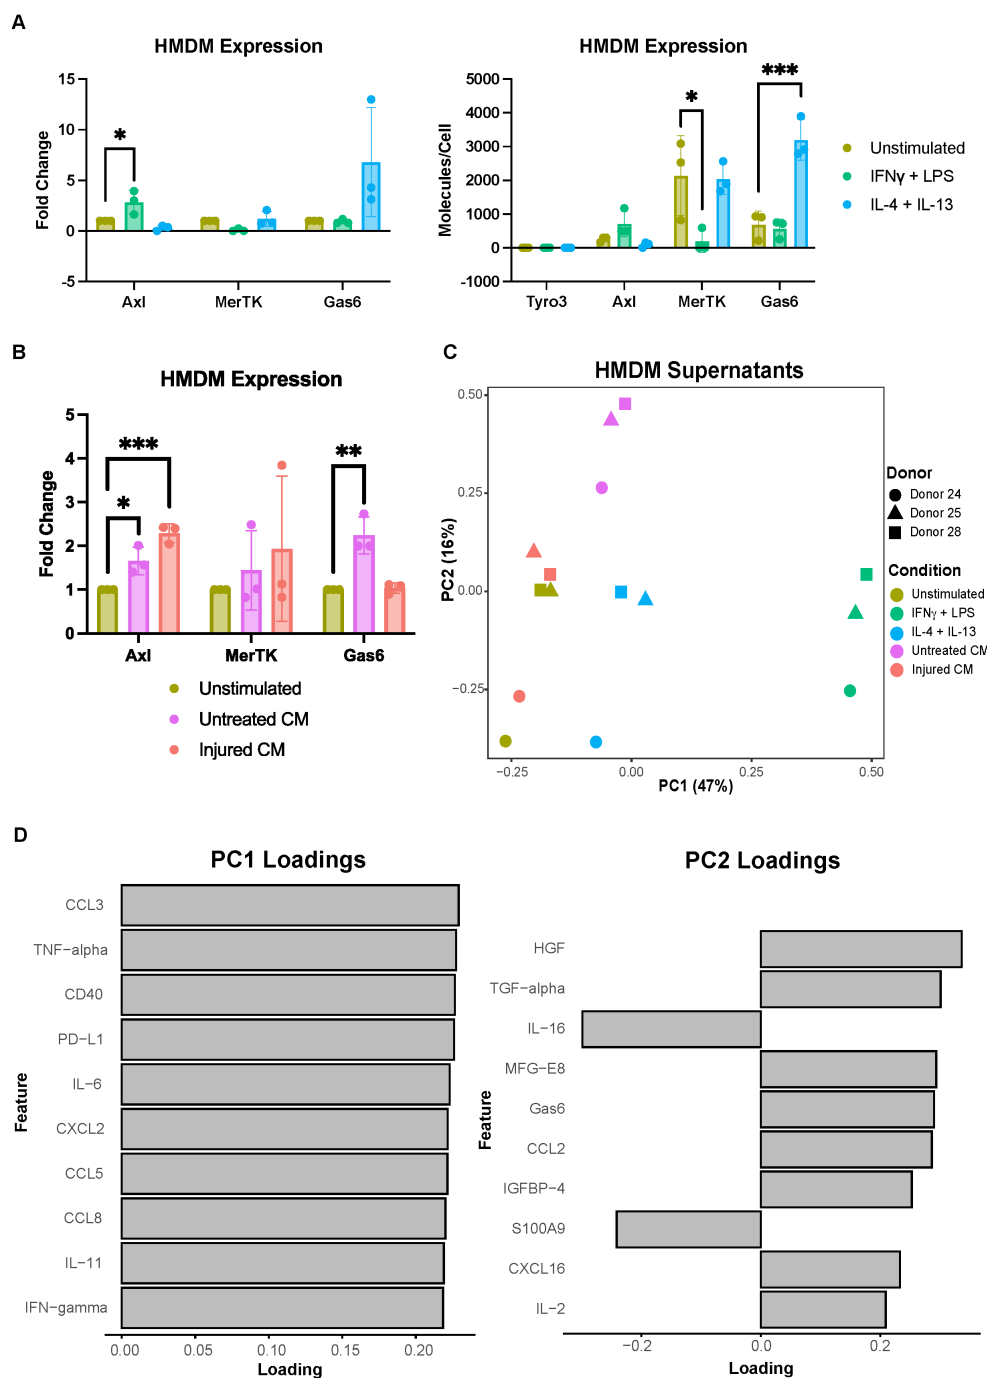 A
HMDM Expression
Fold Change
15
10
5
0
-5
*
Axl
MerTK
Gas6
HMDM Expression
Molecules/Cell
5000
4000
3000
2000
1000
0
-1000
*
***
Tyro3
Axl
MerTK
Gas6
Unstimulated
IFNγ + LPS
IL-4 + IL-13
B
HMDM Expression
Fold Change
5
4
3
2
1
0
***
*
**
Axl
MerTK
Gas6
Unstimulated
Untreated CM
Injured CM
C
HMDM Supernatants
PC2 (16%)
0.50
0.25
0.00
−0.25
−0.25
0.00
0.25
0.50
PC1 (47%)
Donor
Donor 24
Donor 25
Donor 28
Condition
Unstimulated
IFNγ + LPS
IL-4 + IL-13
Untreated CM
Injured CM
D
PC1 Loadings
Feature
CCL3
TNF−alpha
CD40
PD−L1
IL−6
CXCL2
CCL5
CCL8
IL−11
IFN−gamma
0.00
0.05
0.10
0.15
0.20
Loading
PC2 Loadings
Feature
HGF
TGF−alpha
IL−16
MFG−E8
Gas6
CCL2
IGFBP−4
S100A9
CXCL16
IL−2
−0.2
0.0
0.2
Loading